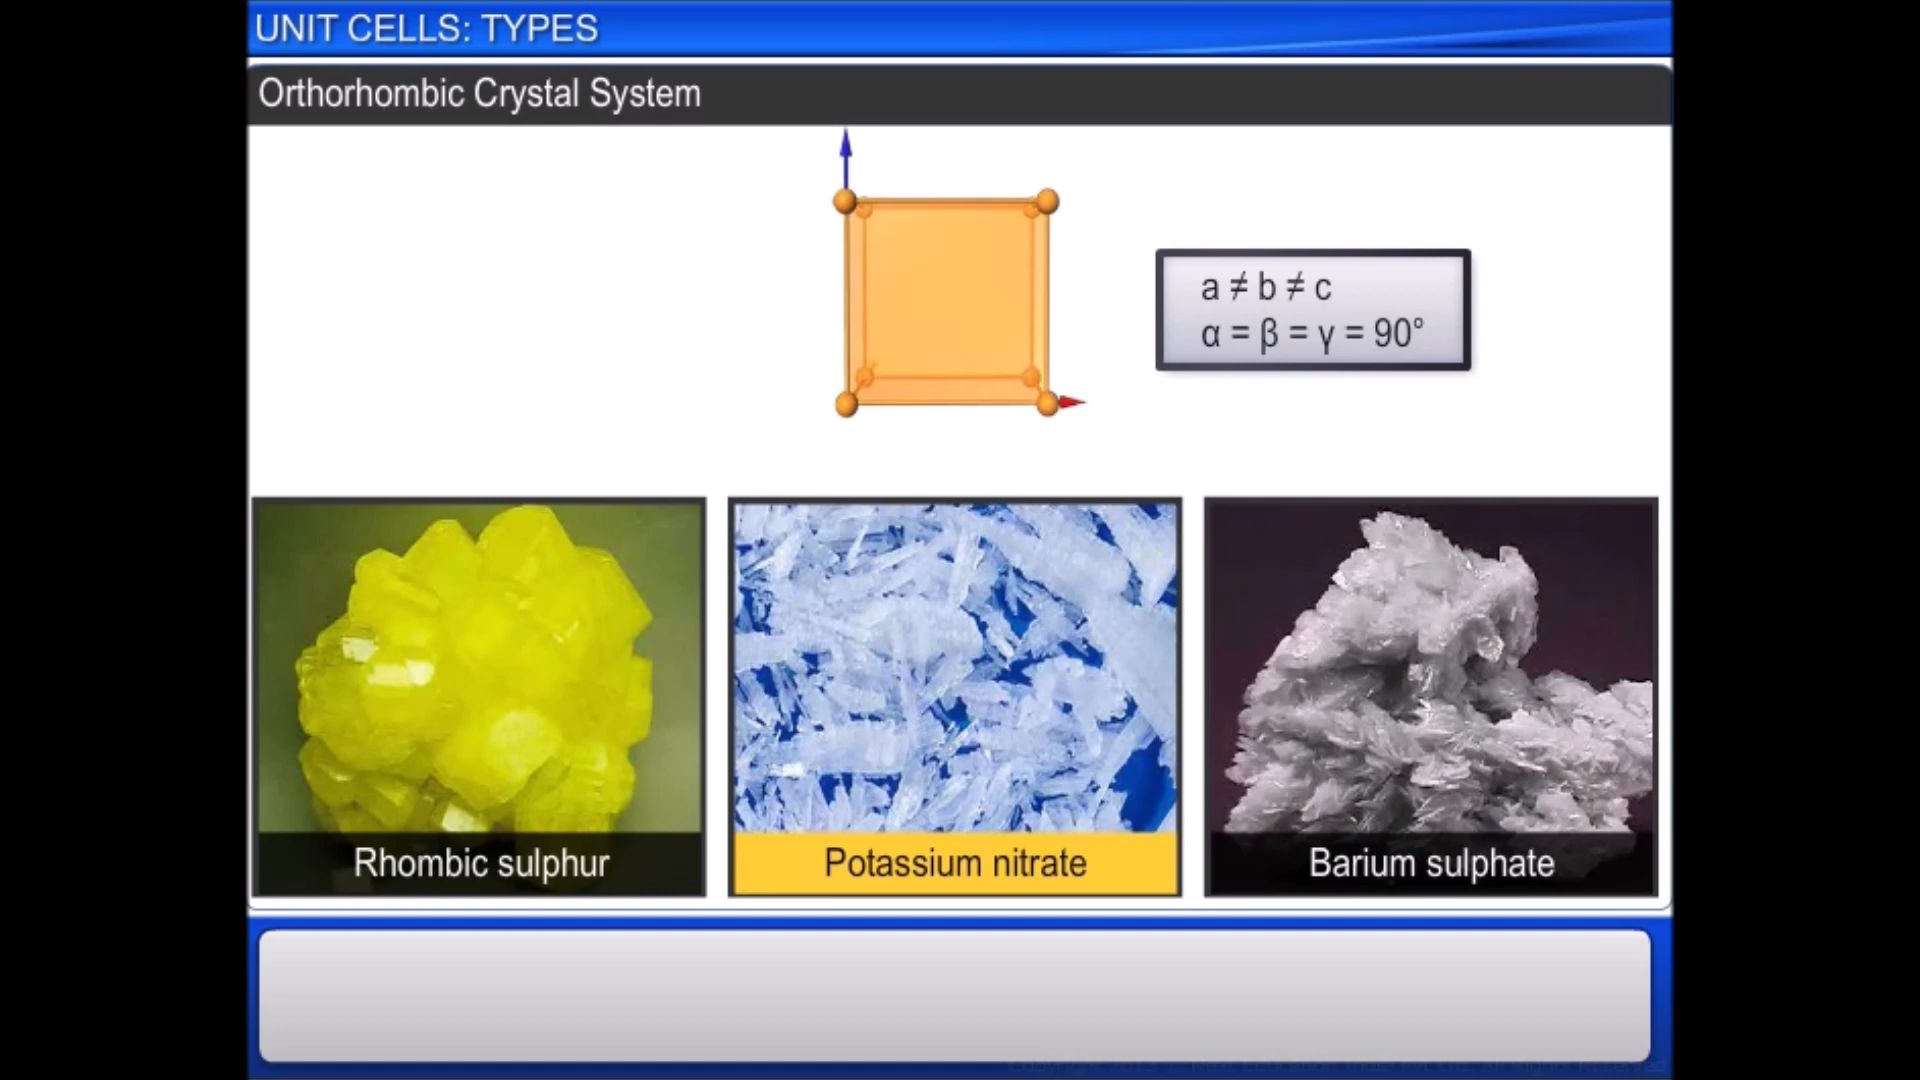 UNIT CELLS: TYPES
Orthorhombic Crystal System
a ≠ b ≠ c
α = β = γ = 90°
Rhombic sulphur
Potassium nitrate
Barium sulphate